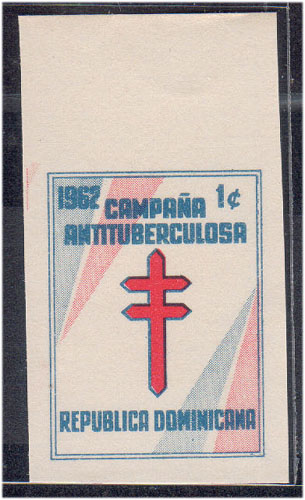 1962 1¢
CAMPAÑA
ANTITUBERCULOSA
REPUBLICA DOMINICANA